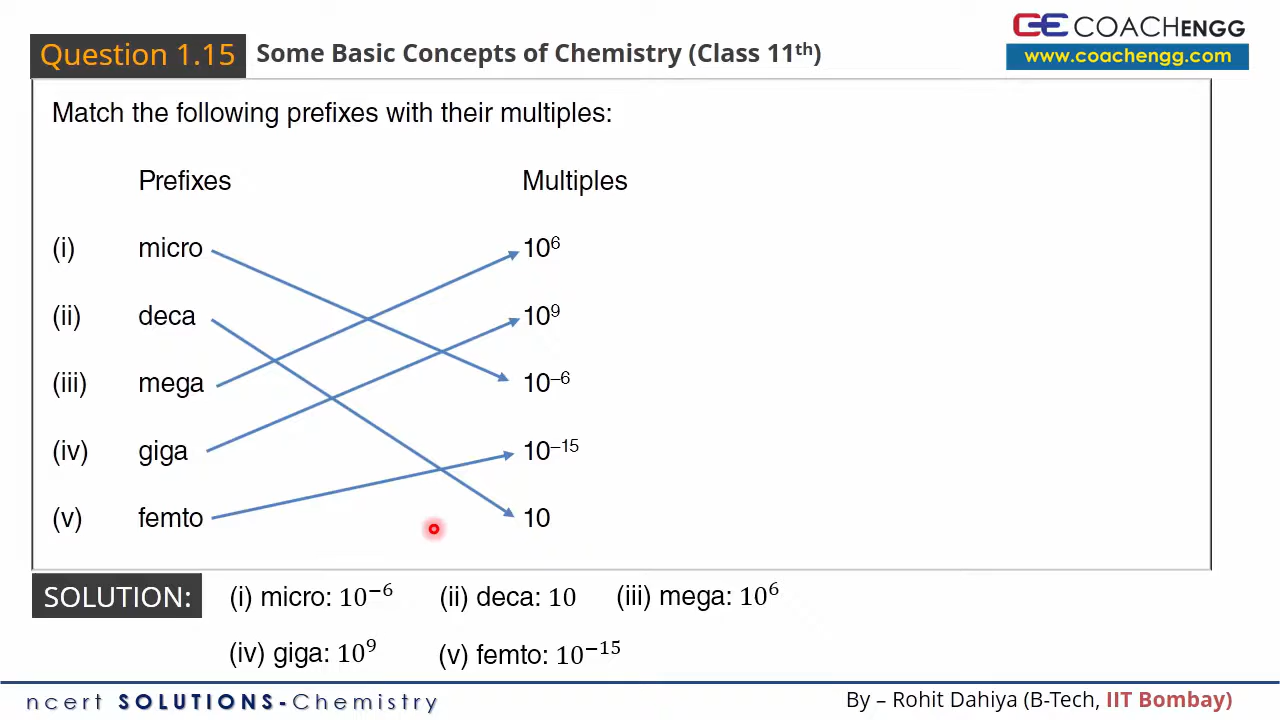 Question 1.15 Some Basic Concepts of Chemistry (Class 11ᵗʰ)
CE COACHENGG
www.coachengg.com
Match the following prefixes with their multiples:
Prefixes Multiples
(i) micro 10⁶
(ii) deca 10⁹
(iii) mega 10⁻⁶
(iv) giga 10⁻¹⁵
(v) femto 10
SOLUTION: (i) micro: 10⁻⁶ (ii) deca: 10 (iii) mega: 10⁶
(iv) giga: 10⁹ (v) femto: 10⁻¹⁵
ncert SOLUTIONS-Chemistry By – Rohit Dahiya (B-Tech, IIT Bombay)